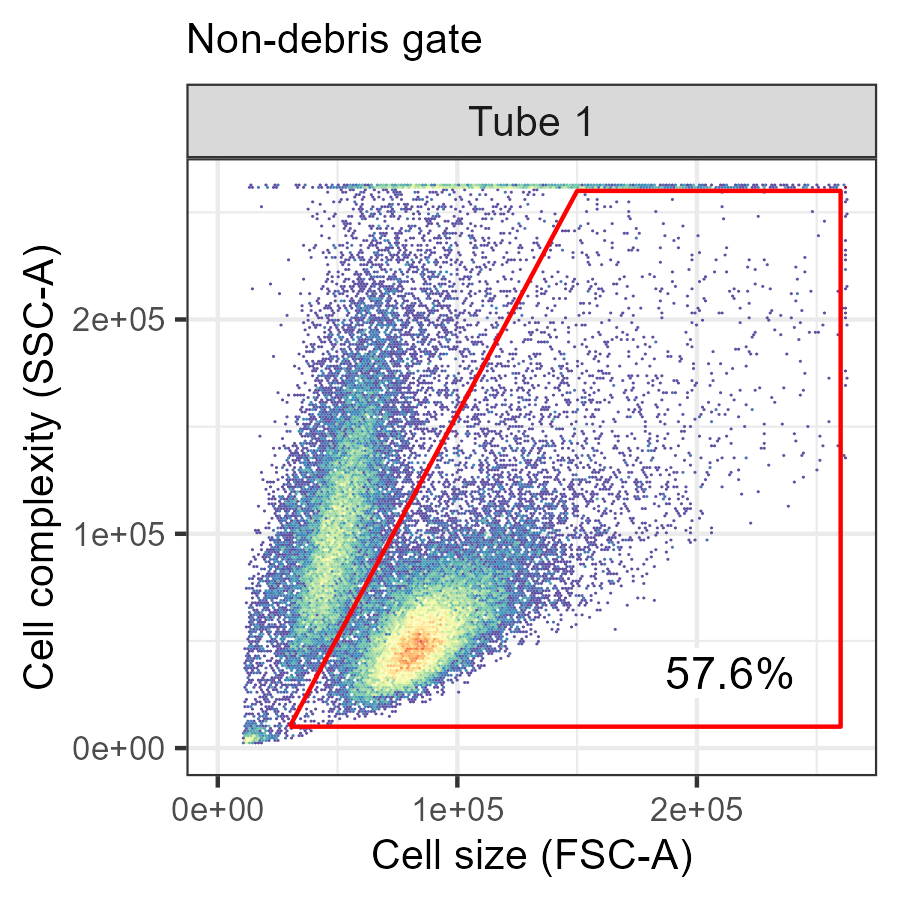 Non-debris gate
Tube 1
Cell complexity (SSC-A)
2e+05
1e+05
0e+00
57.6%
0e+00 1e+05 2e+05
Cell size (FSC-A)